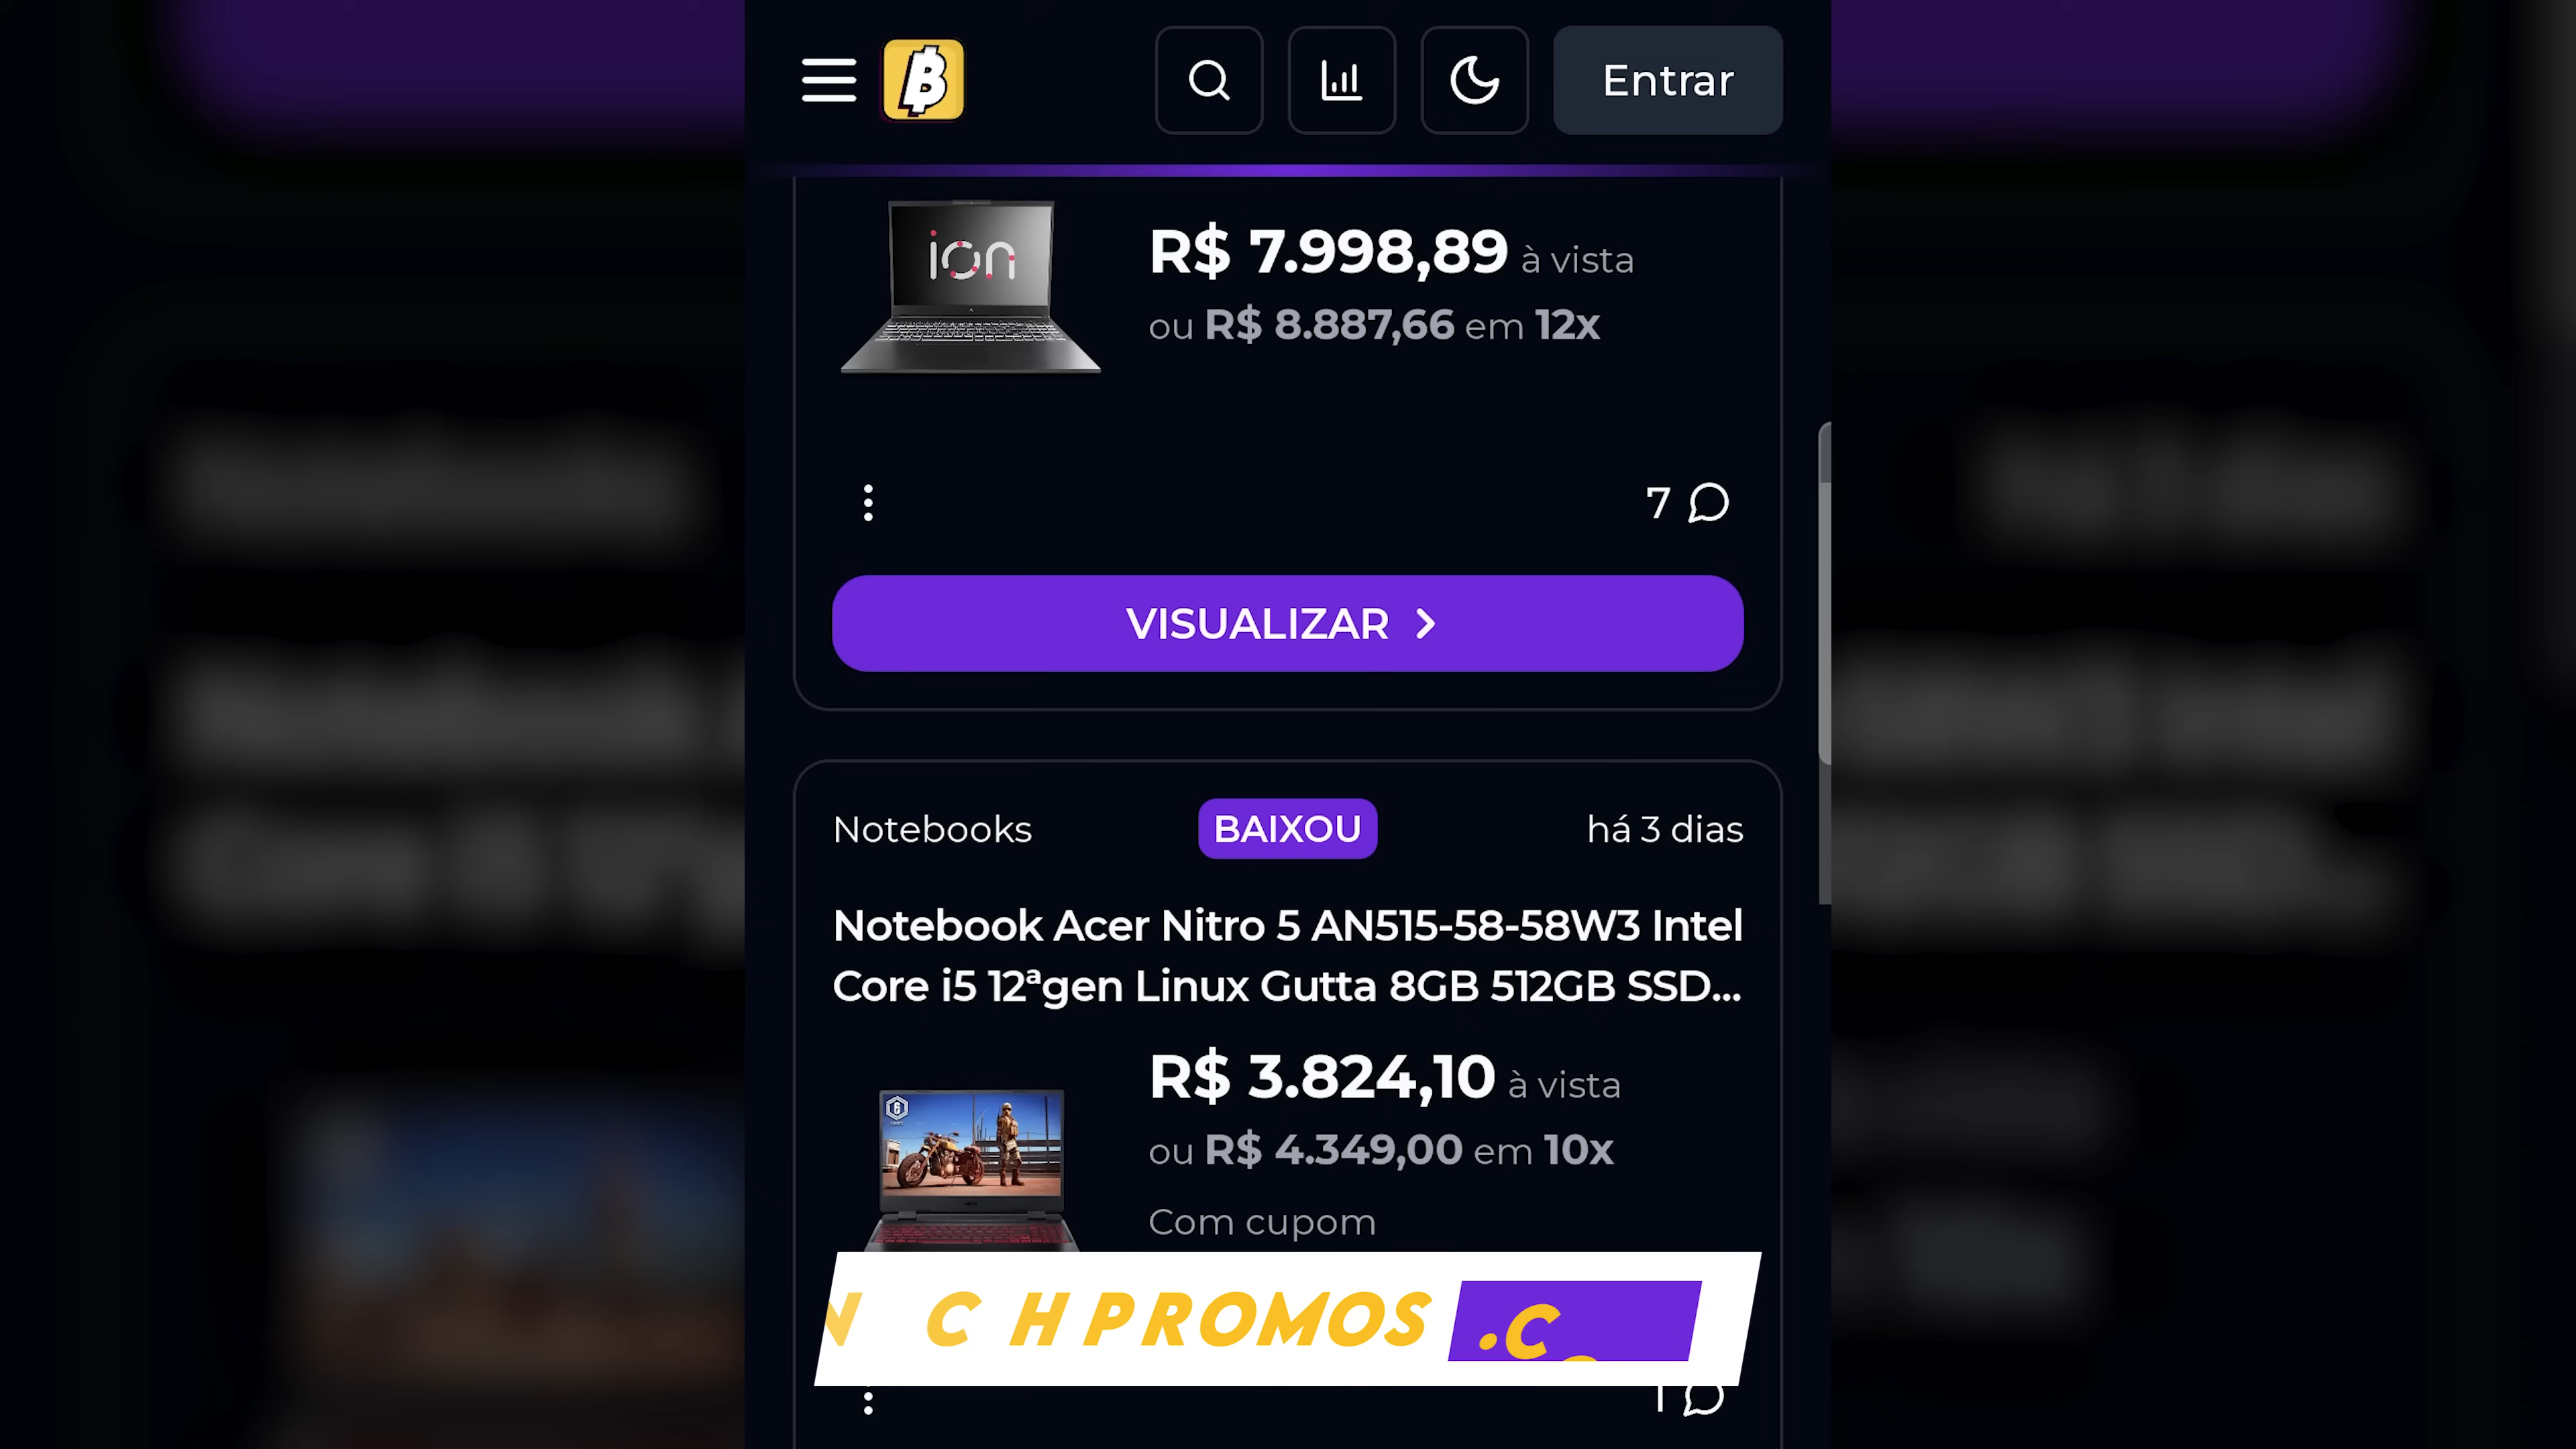 Entrar
ion
R$ 7.998,89 à vista
ou R$ 8.887,66 em 12x
7
VISUALIZAR
Notebooks
BAIXOU
há 3 dias
Notebook Acer Nitro 5 AN515-58-58W3 Intel
Core i5 12ªgen Linux Gutta 8GB 512GB SSD...
R$ 3.824,10 à vista
ou R$ 4.349,00 em 10x
Com cupom
N C H PROMOS .C
1